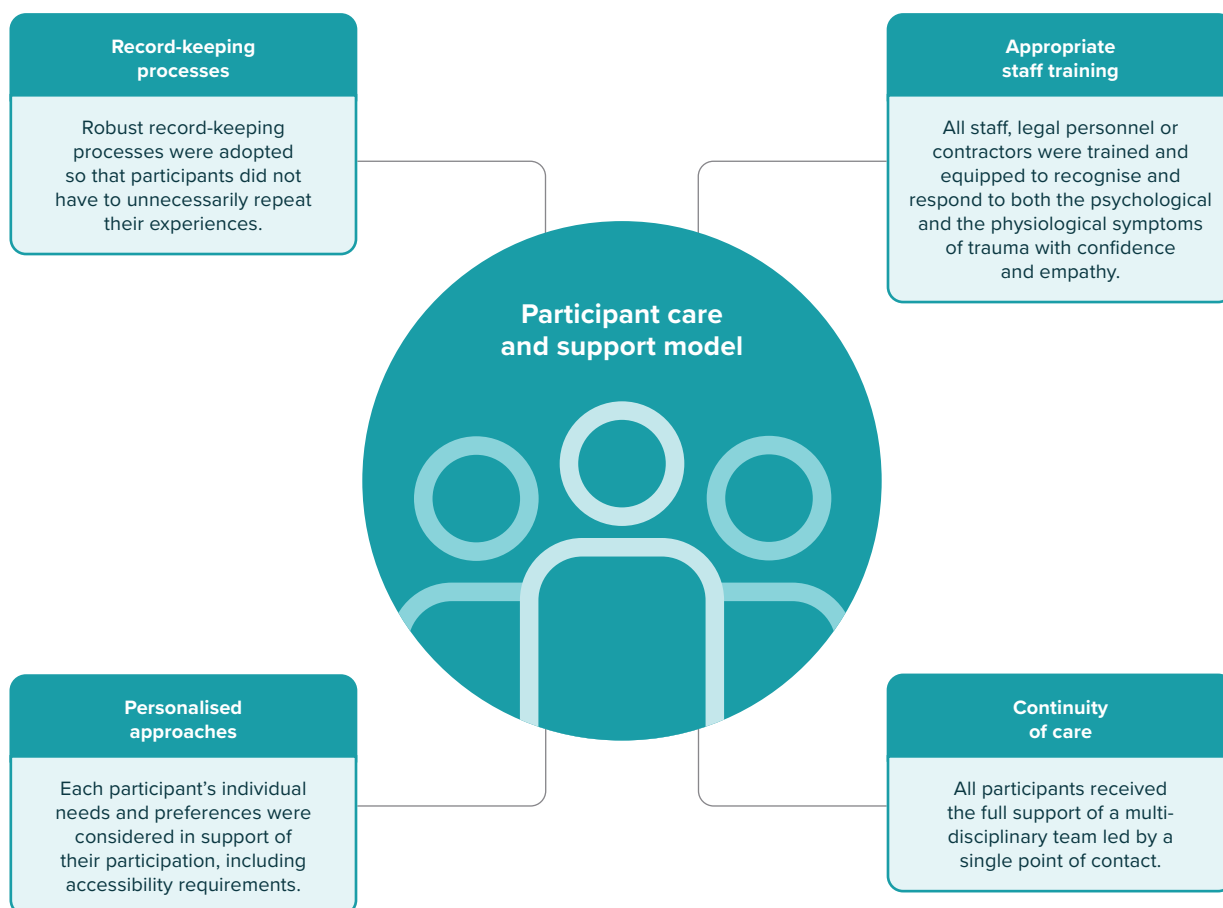 Record-keeping
processes
Robust record-keeping
processes were adopted
so that participants did not
have to unnecessarily repeat
their experiences.
Appropriate
staff training
All staff, legal personnel or
contractors were trained and
equipped to recognise and
respond to both the psychological
and the physiological symptoms
of trauma with confidence
and empathy.
Participant care
and support model
Personalised
approaches
Each participant’s individual
needs and preferences were
considered in support of
their participation, including
accessibility requirements.
Continuity
of care
All participants received
the full support of a multi-
disciplinary team led by a
single point of contact.